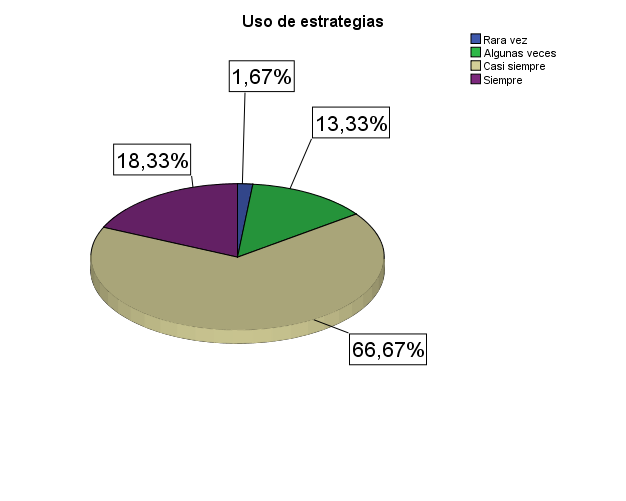 Uso de estrategias
Rara vez
Algunas veces
Casi siempre
Siempre
1,67%
13,33%
18,33%
66,67%